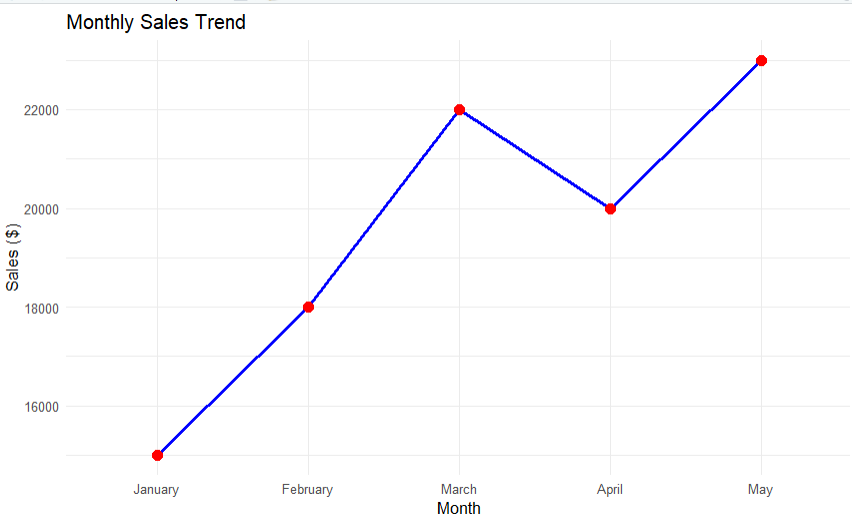 Monthly Sales Trend
22000
20000
18000
16000
Sales ($)
January February March April May
Month